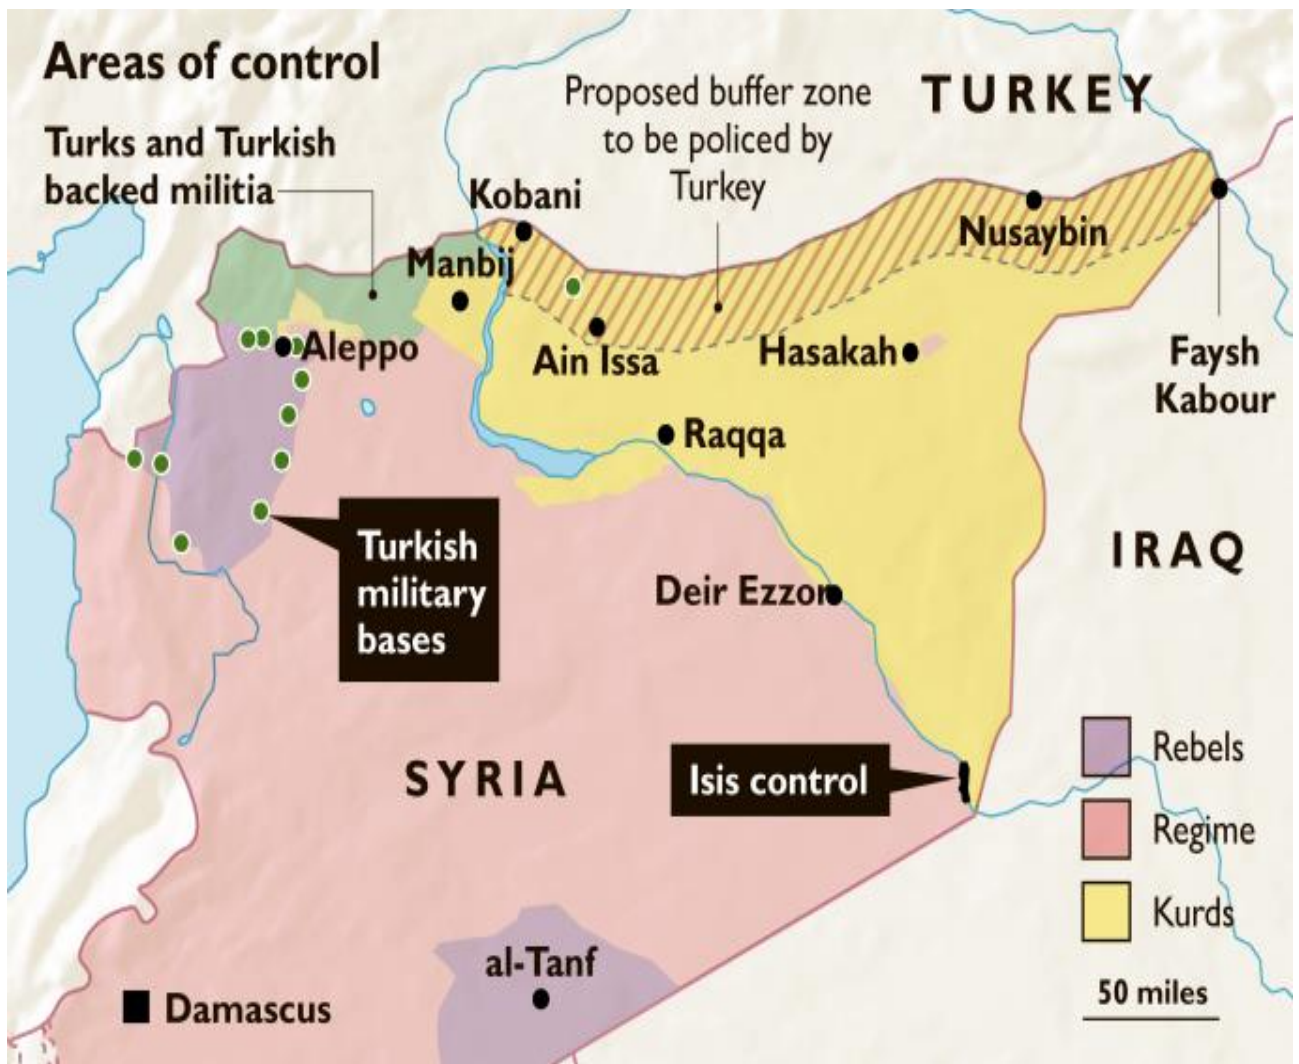 Areas of control
Turks and Turkish
backed militia
Proposed buffer zone
to be policed by
Turkey
TURKEY
Kobani
Manbij
Nusaybin
Aleppo
Ain Issa
Hasakah
Faysh
Kabour
Raqqa
Turkish
military
bases
Deir Ezzor
IRAQ
SYRIA
Isis control
Rebels
Regime
Kurds
al-Tanf
Damascus
50 miles